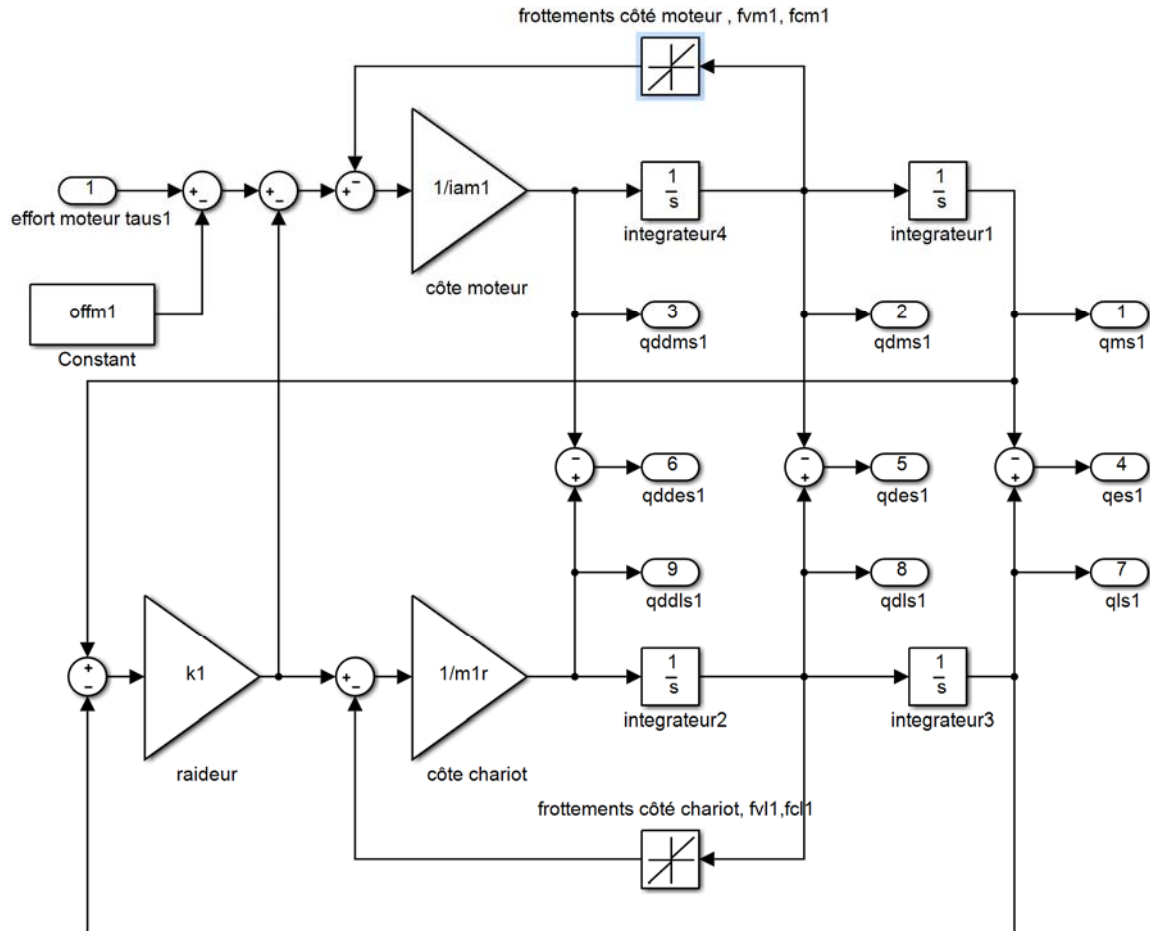 frottements côté moteur , fvm1, fcm1
1/iam1
1
s
1
s
1
effort moteur taus1
integrateur4
integrateur1
côte moteur
offm1
Constant
3
qddms1
2
qdms1
1
qms1
6
qddes1
5
qdes1
4
qes1
9
qddls1
8
qdls1
7
qls1
k1
raideur
1/m1r
côte chariot
1
s
integrateur2
1
s
integrateur3
frottements côté chariot, fvl1,fcl1